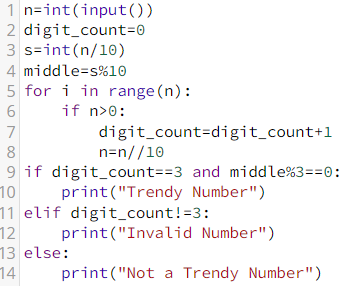 1 n=int(input())
2 digit_count=0
3 s=int(n/10)
4 middle=s%10
5 for i in range(n):
6     if n>0:
7         digit_count=digit_count+1
8         n=n//10
9 if digit_count==3 and middle%3==0:
10     print("Trendy Number")
11 elif digit_count!=3:
12     print("Invalid Number")
13 else:
14     print("Not a Trendy Number")